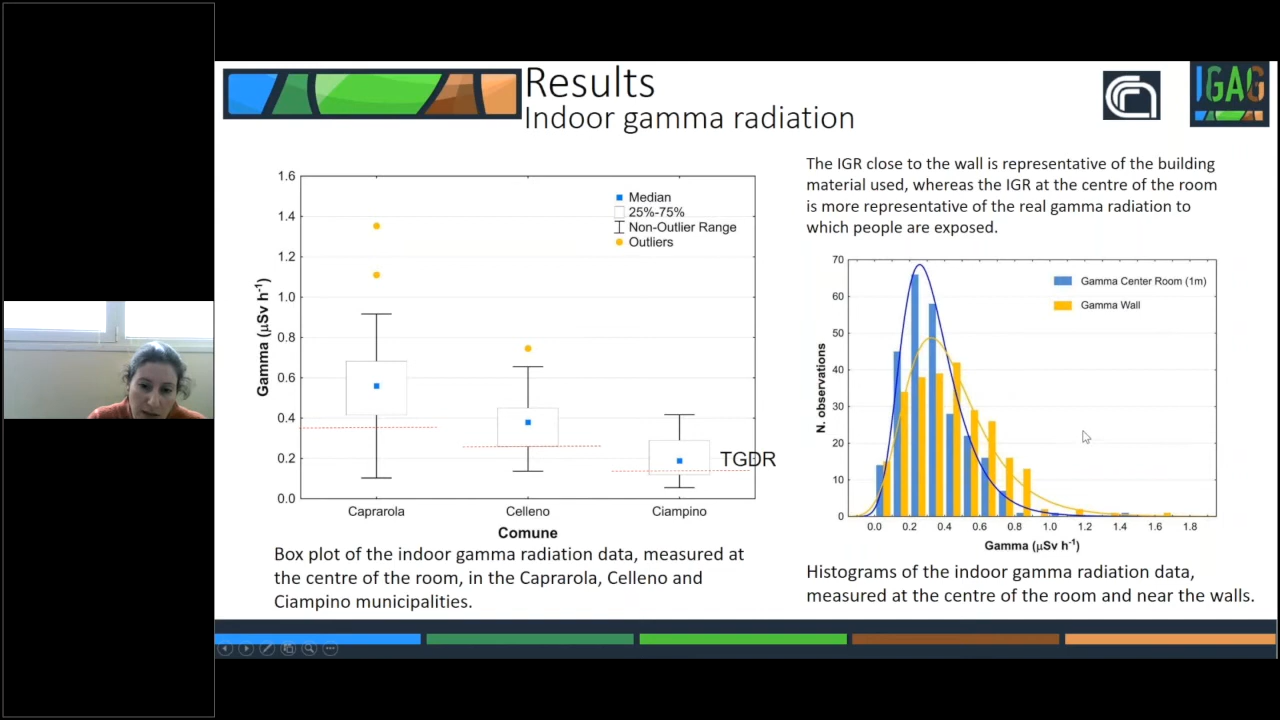 Results
Indoor gamma radiation
IGAG
1.6
1.4
1.2
1.0
0.8
0.6
0.4
0.2
0.0
Gamma (µSv h-1)
Median
25%-75%
Non-Outlier Range
Outliers
TGDR
Caprarola
Celleno
Ciampino
Comune
Box plot of the indoor gamma radiation data, measured at
the centre of the room, in the Caprarola, Celleno and
Ciampino municipalities.
The IGR close to the wall is representative of the building
material used, whereas the IGR at the centre of the room
is more representative of the real gamma radiation to
which people are exposed.
70
60
50
40
30
20
10
0
N. observations
Gamma Center Room (1m)
Gamma Wall
0.0 0.2 0.4 0.6 0.8 1.0 1.2 1.4 1.6 1.8
Gamma (µSv h-1)
Histograms of the indoor gamma radiation data,
measured at the centre of the room and near the walls.